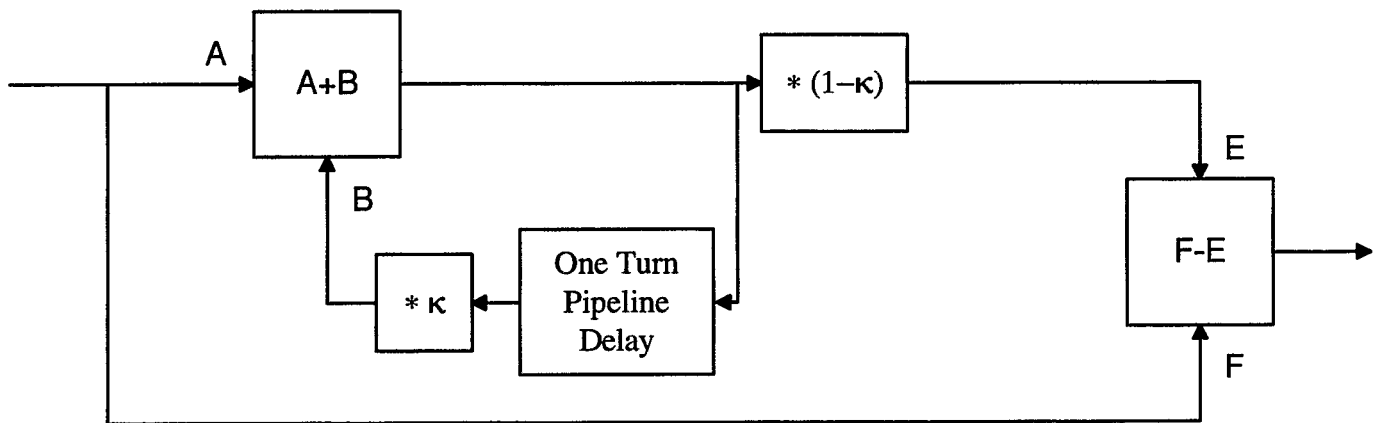 A
A+B
* (1–κ)
E
B
F-E
* κ
One Turn
Pipeline
Delay
F